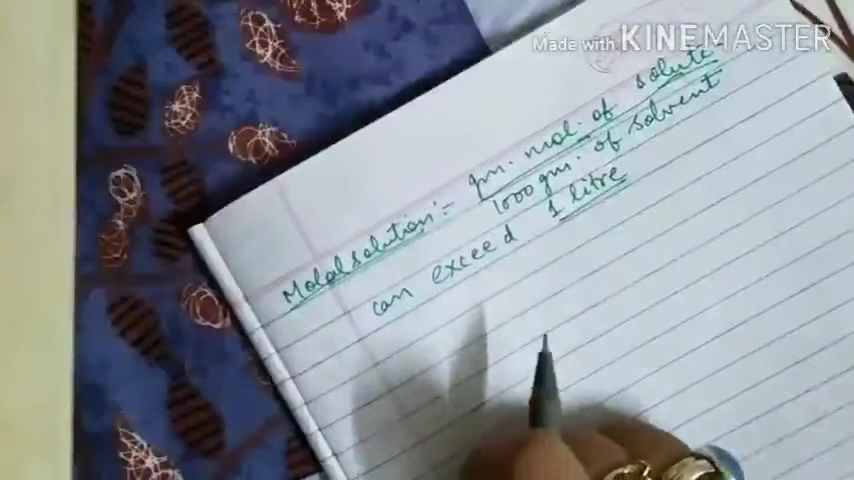 Made with KINEMASTER
Molal solution:- gm. mol. of solute
1000 gm. of solvent
can exceed 1 litre